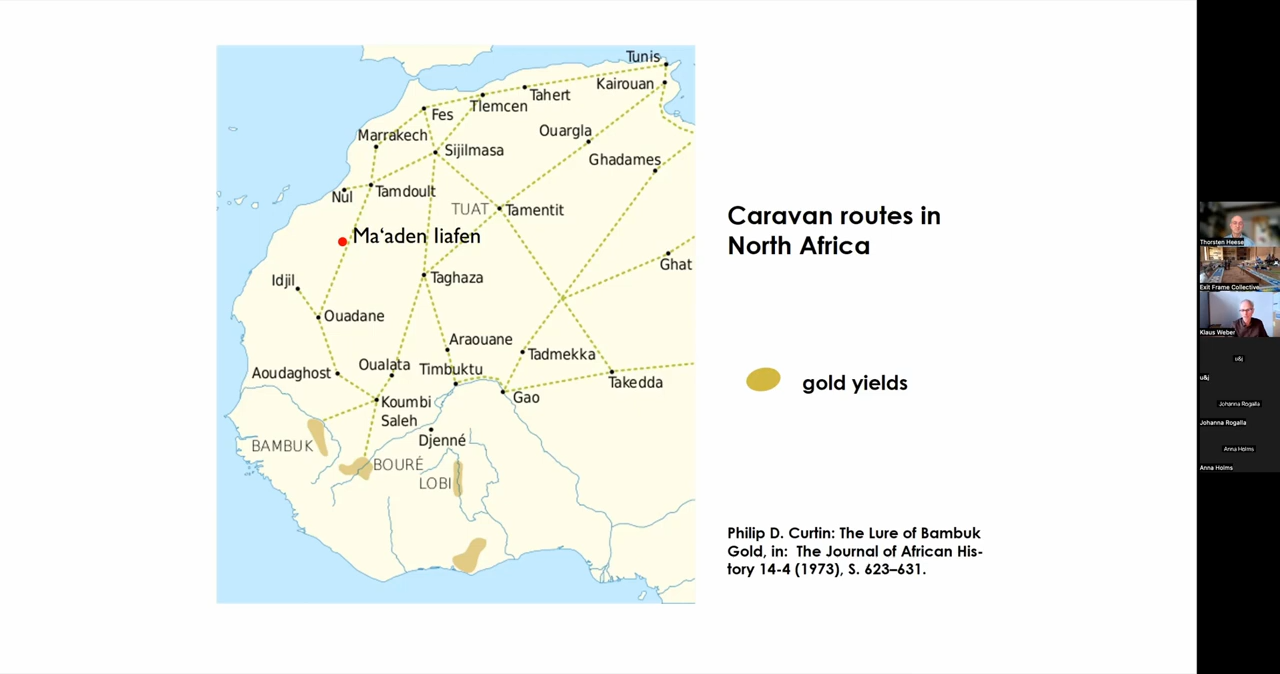 Tunis
Kairouan
Tahert
Tlemcen
Fes
Ouargla
Marrakech
Sijilmasa
Ghadames
Nul
Tamdoult
TUAT
Tamentit
Ma‘aden Iiafen
Ghat
Idjil
Taghaza
Ouadane
Araouane
Tadmekka
Oualata
Timbuktu
Aoudaghost
Takedda
Gao
Koumbi
Saleh
Djenné
BAMBUK
BOURÉ
LOBI
Caravan routes in
North Africa
gold yields
Philip D. Curtin: The Lure of Bambuk
Gold, in: The Journal of African His-
tory 14-4 (1973), S. 623–631.
Thorsten Heese
Exit Frame Collective
Klaus Weber
u&j
u&j
Johanna Rogalla
Johanna Rogalla
Anna Holms
Anna Holms